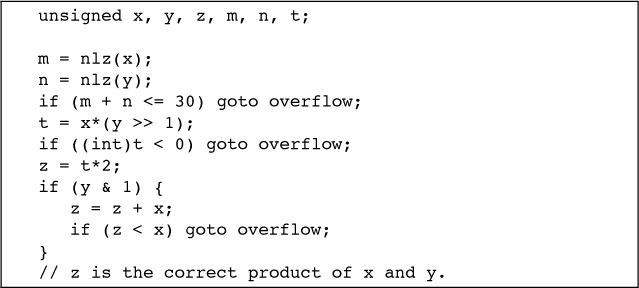 unsigned x, y, z, m, n, t;
m = nlz(x);
n = nlz(y);
if (m + n <= 30) goto overflow;
t = x*(y >> 1);
if ((int)t < 0) goto overflow;
z = t*2;
if (y & 1) {
z = z + x;
if (z < x) goto overflow;
}
// z is the correct product of x and y.